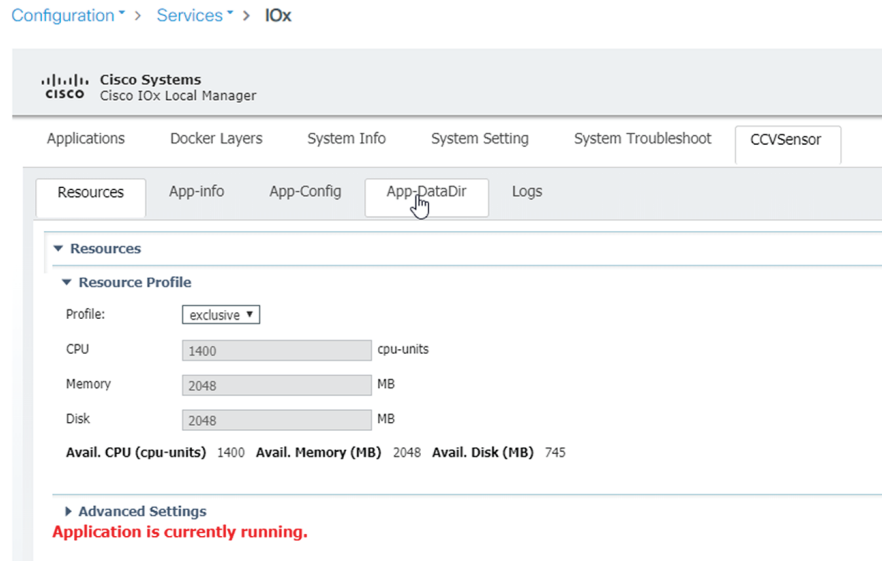 Configuration > Services > IOx
Cisco Systems
CISCO Cisco IOx Local Manager
Applications Docker Layers System Info System Setting System Troubleshoot CCVSensor
Resources App-info App-Config App-DataDir Logs
Resources
Resource Profile
Profile: exclusive
CPU 1400 cpu-units
Memory 2048 MB
Disk 2048 MB
Avail. CPU (cpu-units) 1400 Avail. Memory (MB) 2048 Avail. Disk (MB) 745
Advanced Settings
Application is currently running.